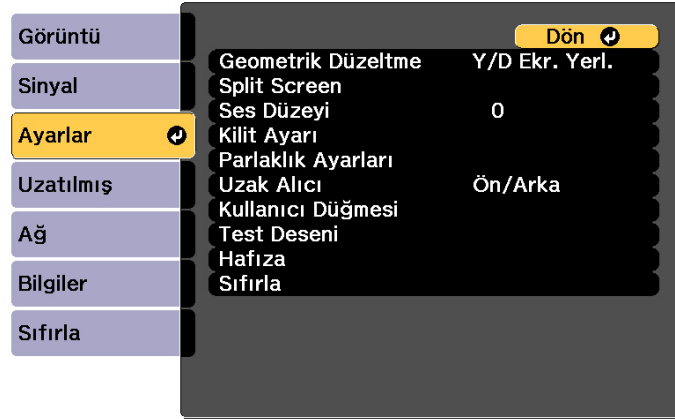 Görüntü
Sinyal
Ayarlar
Uzatılmış
Ağ
Bilgiler
Sıfırla
Dön
Geometrik Düzeltme Y/D Ekr. Yerl.
Split Screen
Ses Düzeyi 0
Kilit Ayarı
Parlaklık Ayarları
Uzak Alıcı Ön/Arka
Kullanıcı Düğmesi
Test Deseni
Hafıza
Sıfırla